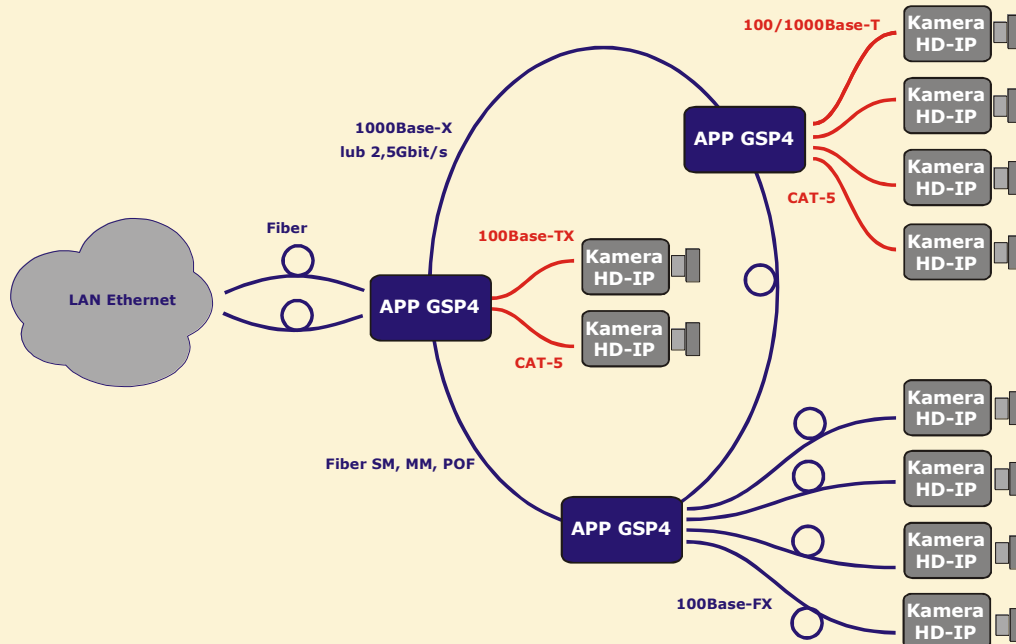 100/1000Base-T
Kamera
HD-IP
Kamera
HD-IP
1000Base-X
lub 2,5Gbit/s
APP GSP4
Kamera
HD-IP
CAT-5
Kamera
HD-IP
Fiber
100Base-TX
Kamera
HD-IP
LAN Ethernet
APP GSP4
Kamera
HD-IP
CAT-5
Kamera
HD-IP
Fiber SM, MM, POF
Kamera
HD-IP
APP GSP4
Kamera
HD-IP
100Base-FX
Kamera
HD-IP